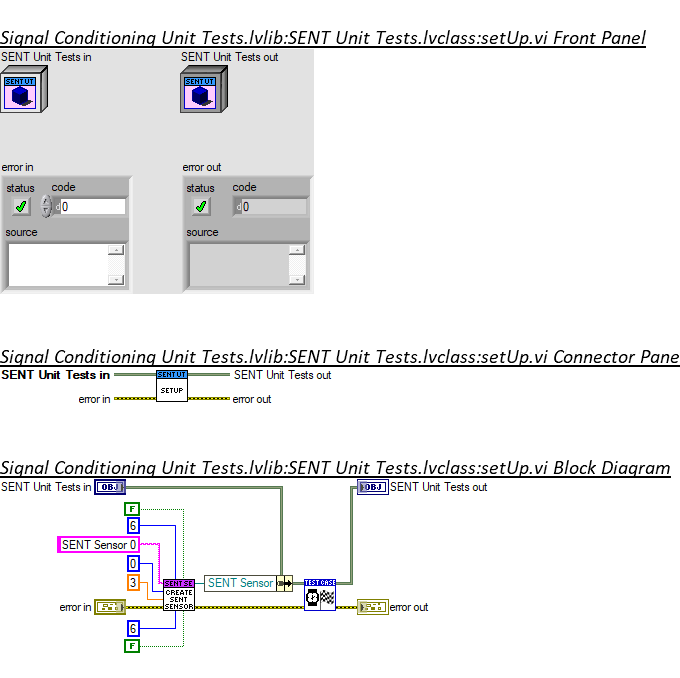 Signal Conditioning Unit Tests.lvlib:SENT Unit Tests.lvclass:setUp.vi Front Panel
SENT Unit Tests in SENT Unit Tests out
SENT UT SENT UT
error in error out
status code status code
d0 d0
source source
Signal Conditioning Unit Tests.lvlib:SENT Unit Tests.lvclass:setUp.vi Connector Pane
SENT Unit Tests in SENT UT SENT Unit Tests out
SETUP
error in error out
Signal Conditioning Unit Tests.lvlib:SENT Unit Tests.lvclass:setUp.vi Block Diagram
SENT Unit Tests in OBJ OBJ SENT Unit Tests out
F
6
SENT Sensor 0
0
3 SENT:SE SENT Sensor TEST CASE
CREATE
SENT
SENSOR
error in error out
6
F